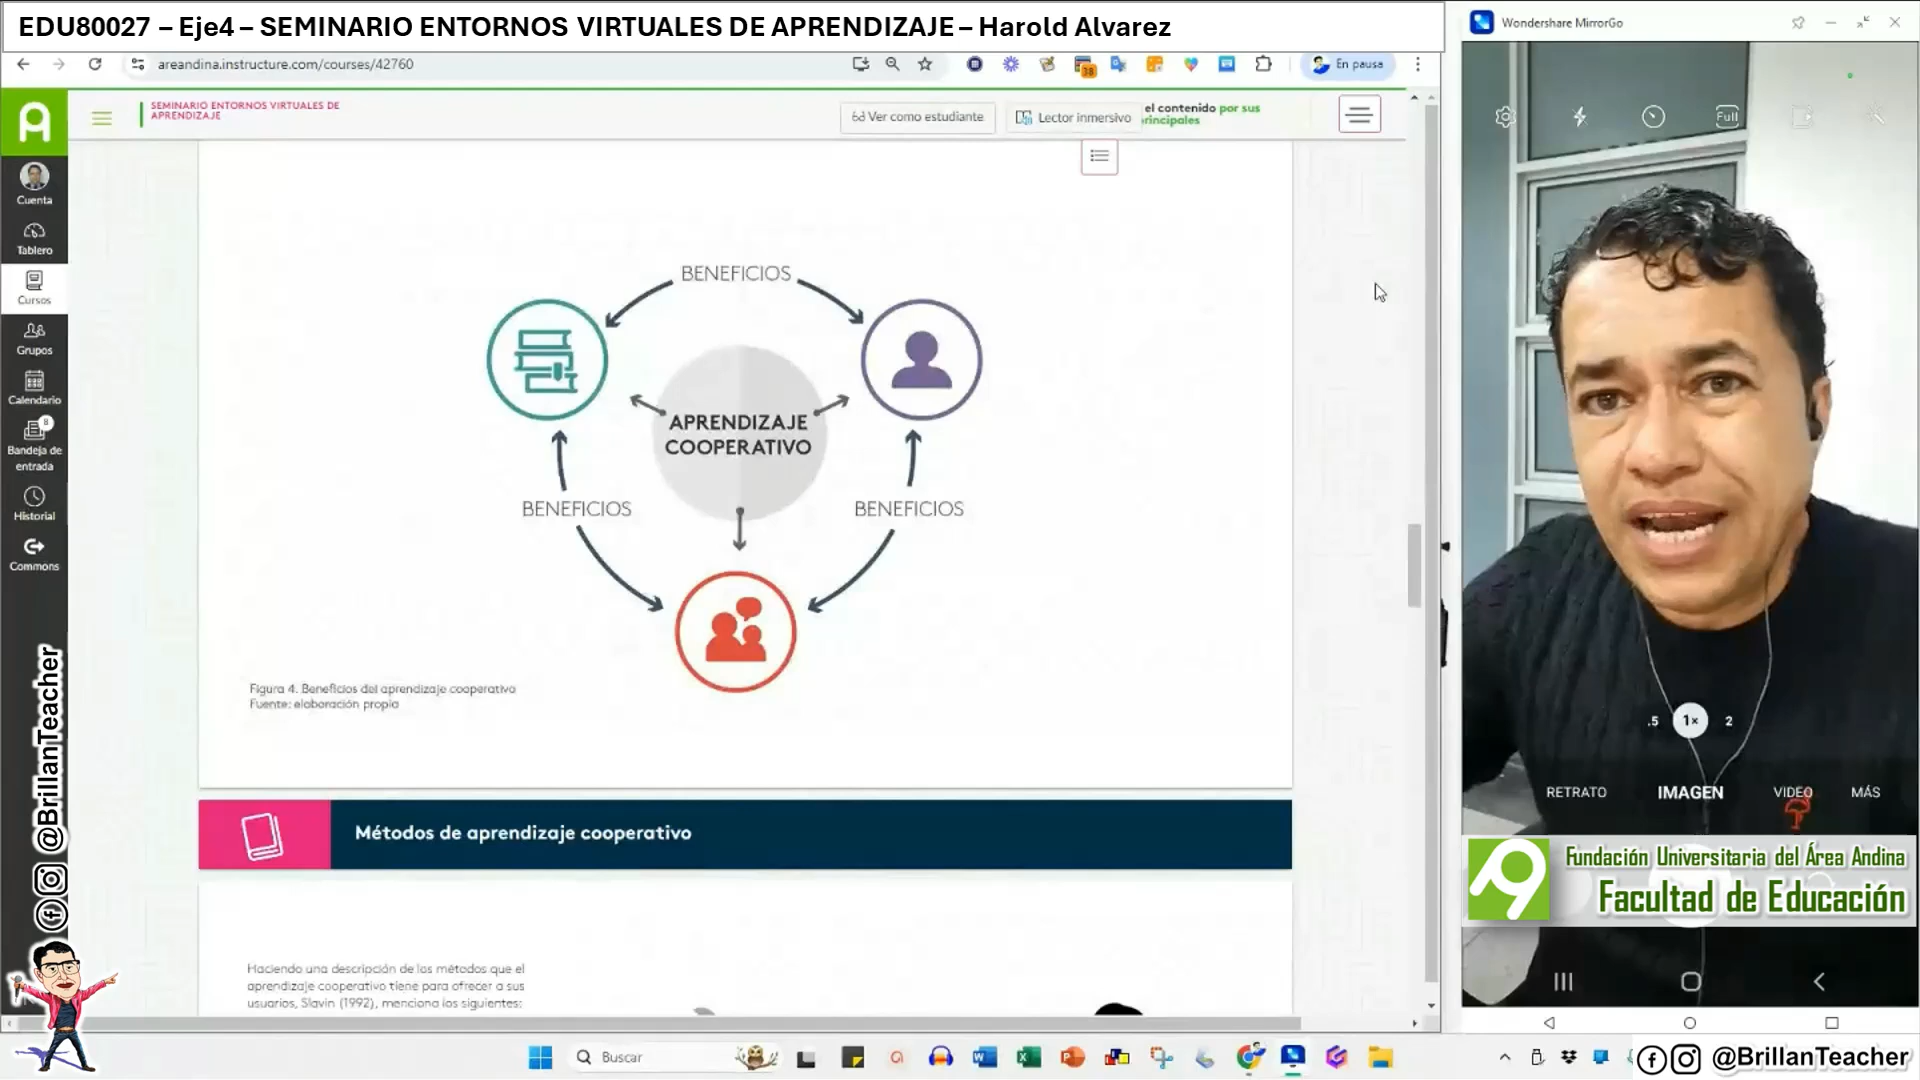 EDU80027 – Eje4 – SEMINARIO ENTORNOS VIRTUALES DE APRENDIZAJE – Harold Alvarez
Wondershare MirrorGo
areandina.instructure.com/courses/42760
38
En pausa
SEMINARIO ENTORNOS VIRTUALES DE
APRENDIZAJE
Ver como estudiante
Lector inmersivo
el contenido por sus
rincipales
Full
Cuenta
Tablero
Cursos
Grupos
Calendario
8
Bandeja de
entrada
Historial
Commons
BENEFICIOS
APRENDIZAJE
COOPERATIVO
BENEFICIOS
BENEFICIOS
Figura 4. Beneficios del aprendizaje cooperativo
Fuente: elaboración propia
.5
1×
2
RETRATO
IMAGEN
VIDEO
MÁS
Métodos de aprendizaje cooperativo
Fundación Universitaria del Área Andina
Facultad de Educación
@BrillanTeacher
Haciendo una descripción de los métodos que el
aprendizaje cooperativo tiene para ofrecer a sus
usuarios, Slavin (1992), menciona los siguientes:
Buscar
@BrillanTeacher